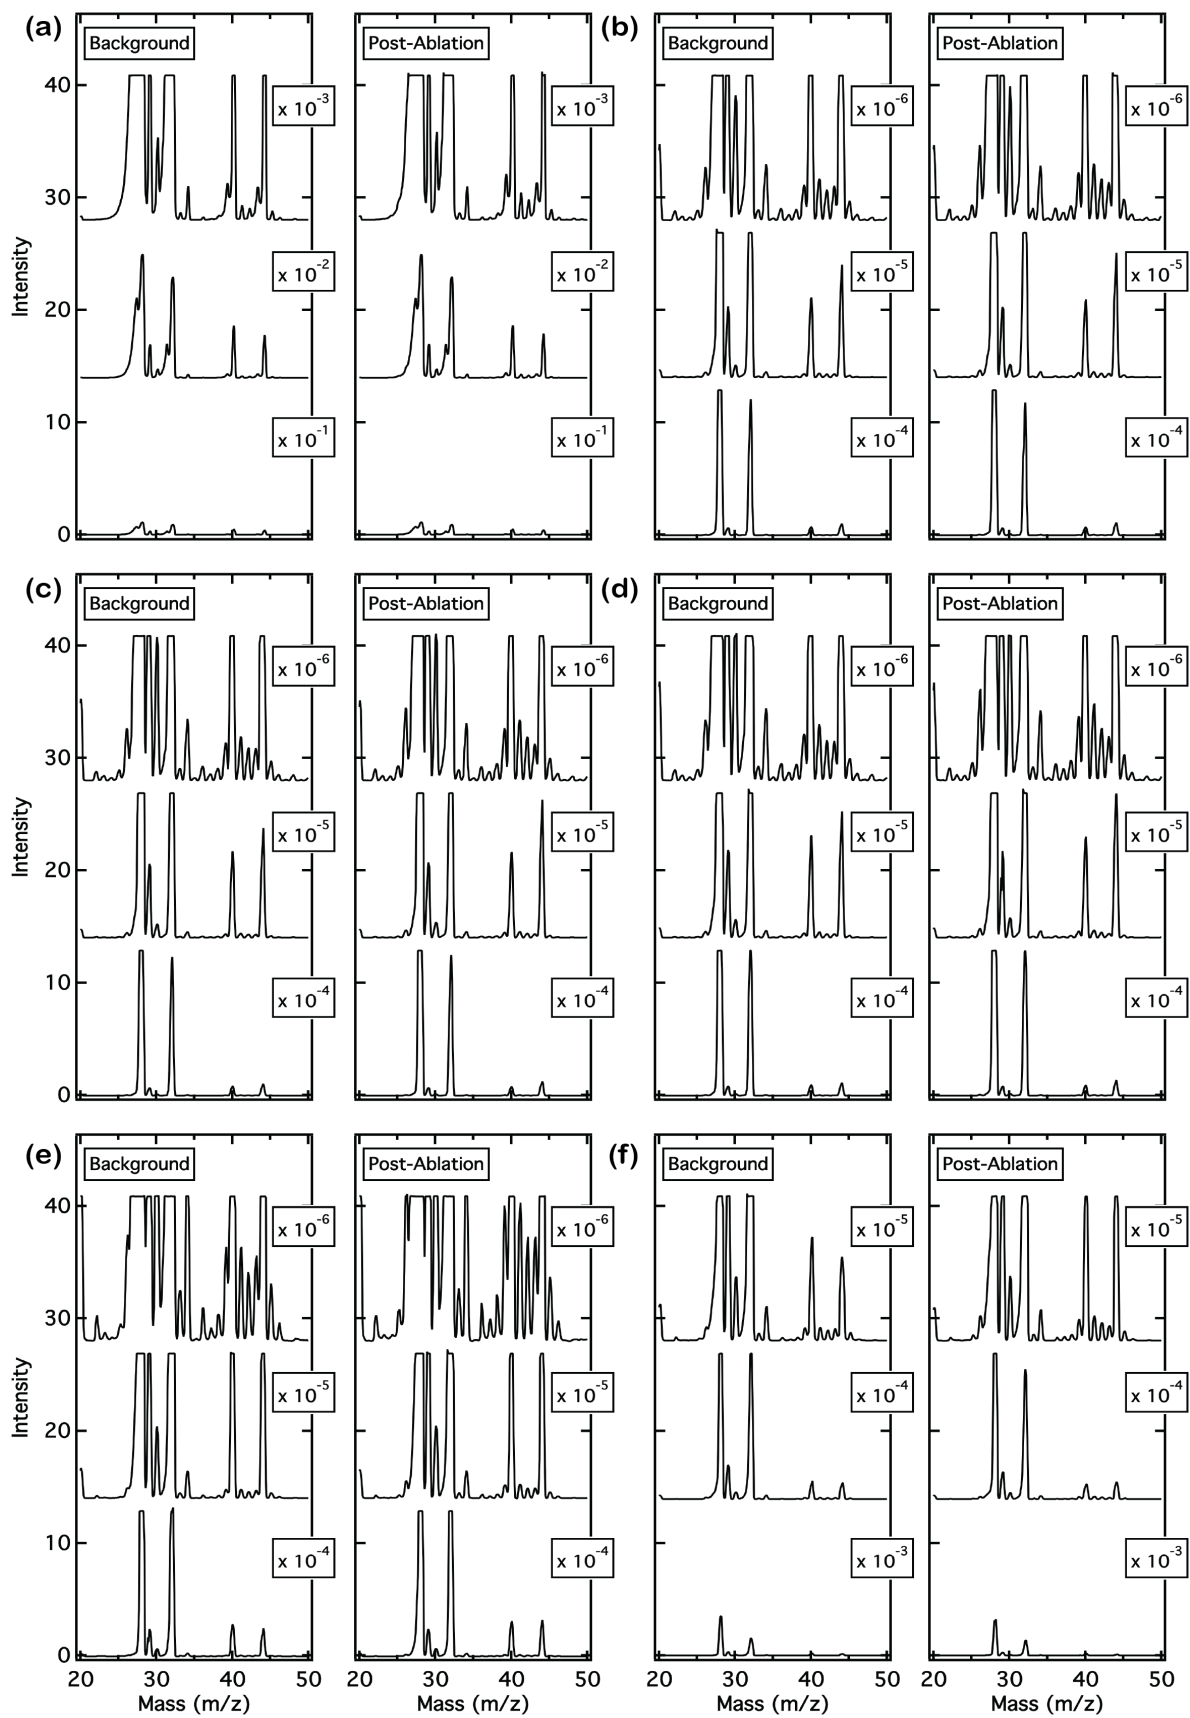 (a) Background Post-Ablation (b) Background Post-Ablation
40 x 10-3 x 10-3 x 10-6 x 10-6
30
Intensity
20 x 10-2 x 10-2 x 10-5 x 10-5
10 x 10-1 x 10-1 x 10-4 x 10-4
0
(c) Background Post-Ablation (d) Background Post-Ablation
40 x 10-6 x 10-6 x 10-6 x 10-6
30
Intensity
20 x 10-5 x 10-5 x 10-5 x 10-5
10 x 10-4 x 10-4 x 10-4 x 10-4
0
(e) Background Post-Ablation (f) Background Post-Ablation
40 x 10-6 x 10-6 x 10-5 x 10-5
30
Intensity
20 x 10-5 x 10-5 x 10-4 x 10-4
10 x 10-4 x 10-4 x 10-3 x 10-3
0
20 30 40 50 20 30 40 50 20 30 40 50 20 30 40 50
Mass (m/z) Mass (m/z) Mass (m/z) Mass (m/z)